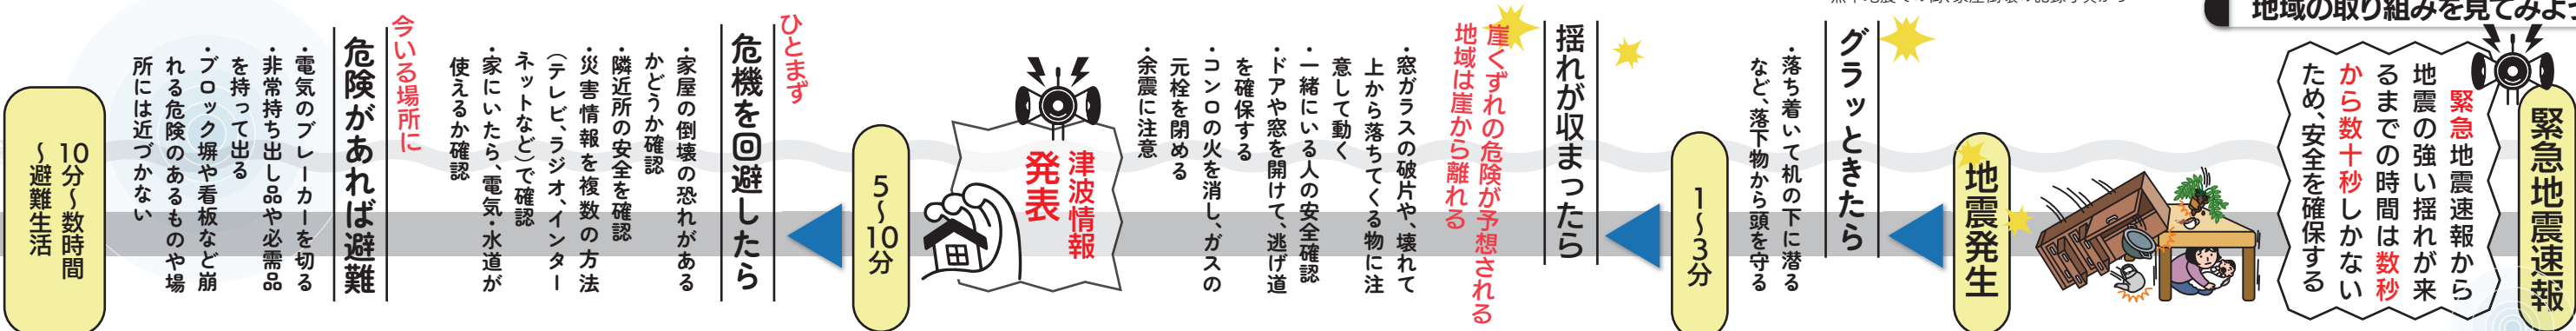 地域の取り組みを見てみよ
緊急地震速報
緊急地震速報から
地震の強い揺れが来
るまでの時間は数秒
から数十秒しかない
ため、安全を確保する
地震発生
グラッときたら
・落ち着いて机の下に潜る
など、落下物から頭を守る
1〜3分
揺れが収まったら
崖くずれの危険が予想される
地域は崖から離れる
・窓ガラスの破片や、壊れて
上から落ちてくる物に注
意して動く
・一緒にいる人の安全確認
・ドアや窓を開けて、逃げ道
を確保する
・コンロの火を消し、ガスの
元栓を閉める
・余震に注意
津波情報
発表
5〜10分
ひとまず
危機を回避したら
・家屋の倒壊の恐れがある
かどうか確認
・隣近所の安全を確認
・災害情報を複数の方法
（テレビ、ラジオ、インター
ネットなど）で確認
・家にいたら、電気・水道が
使えるか確認
今いる場所に
危険があれば避難
・電気のブレーカーを切る
・非常持ち出し品や必需品
を持って出る
・ブロック塀や看板など崩
れる危険のあるものや場
所には近づかない
10分〜数時間
〜避難生活